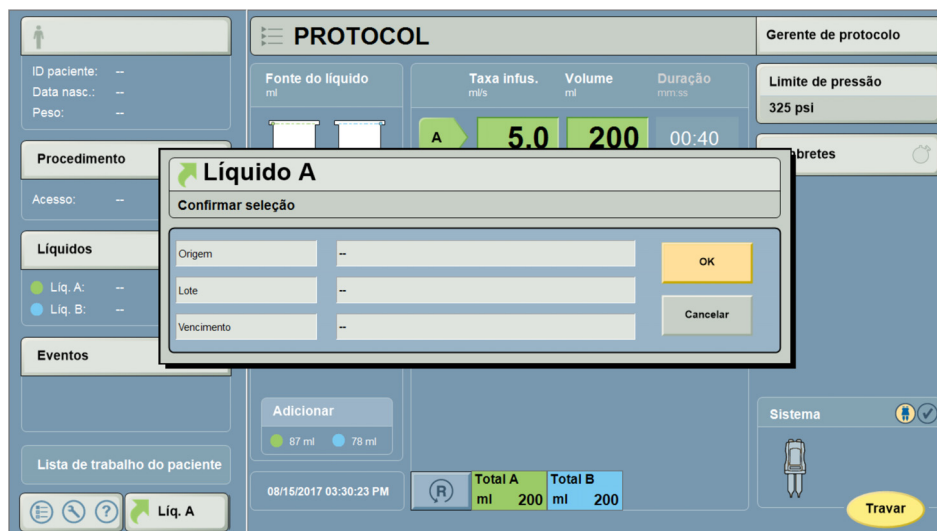 PROTOCOL
Gerente de protocolo
ID paciente: --
Data nasc.: --
Peso: --
Fonte do líquido
ml
Taxa infus.
ml/s
Volume
ml
Duração
mm:ss
Limite de pressão
325 psi
A
5.0
200
00:40
Procedimento
Acesso: --
Líquido A
Confirmar seleção
Origem
--
Lote
--
Vencimento
--
OK
Cancelar
Líquidos
Líq. A: --
Líq. B: --
Eventos
Adicionar
87 ml
78 ml
Sistema
Lista de trabalho do paciente
08/15/2017 03:30:23 PM
R
Total A
ml 200
Total B
ml 200
Líq. A
Travar